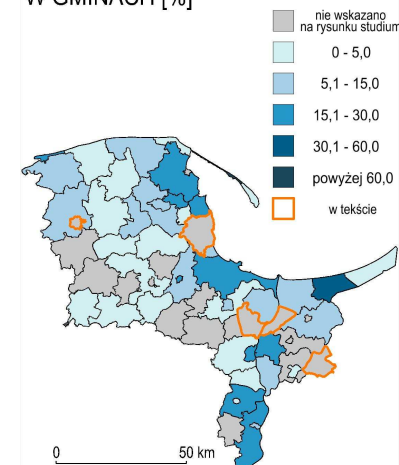 W GMINACH [%]
nie wskazano
na rysunku studium
0 - 5,0
5,1 - 15,0
15,1 - 30,0
30,1 - 60,0
powyżej 60,0
w tekście
0 50 km